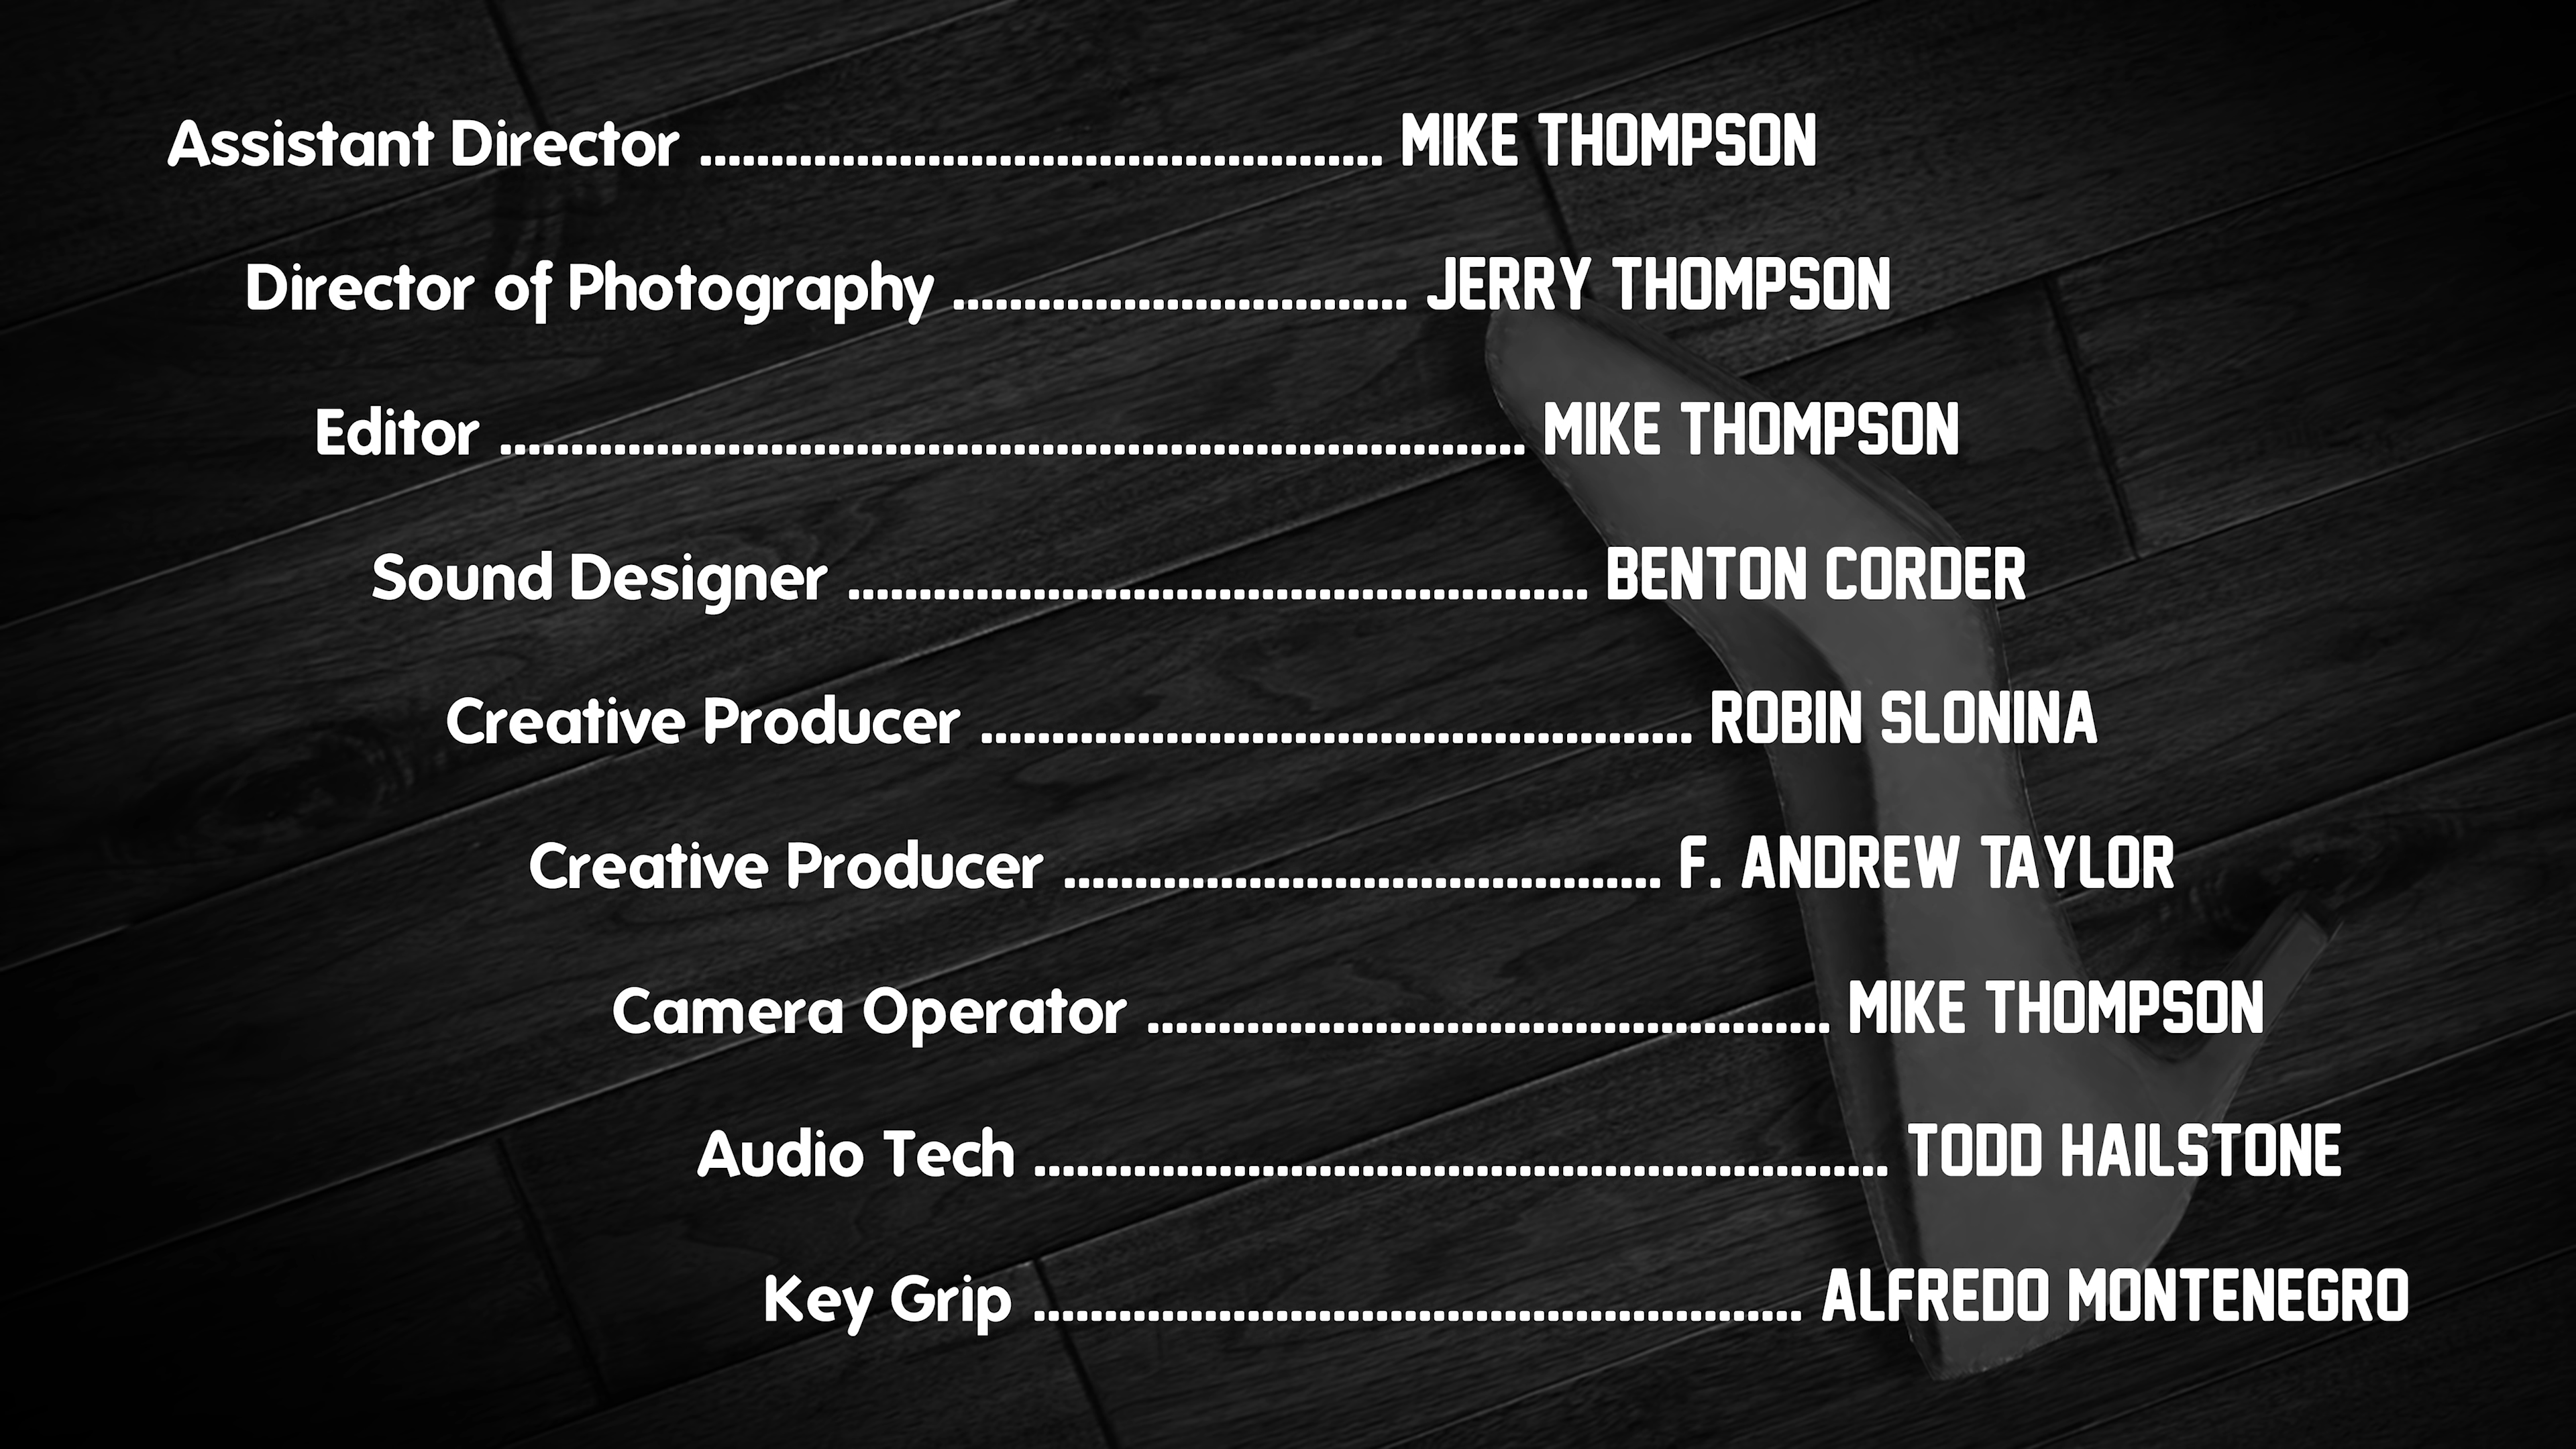 Assistant Director ................................................ MIKE THOMPSON
Director of Photography ................................ JERRY THOMPSON
Editor ........................................................................ MIKE THOMPSON
Sound Designer .................................................... BENTON CORDER
Creative Producer .................................................. ROBIN SLONINA
Creative Producer .......................................... F. ANDREW TAYLOR
Camera Operator ................................................ MIKE THOMPSON
Audio Tech ............................................................ TODD HAILSTONE
Key Grip ...................................................... ALFREDO MONTENEGRO